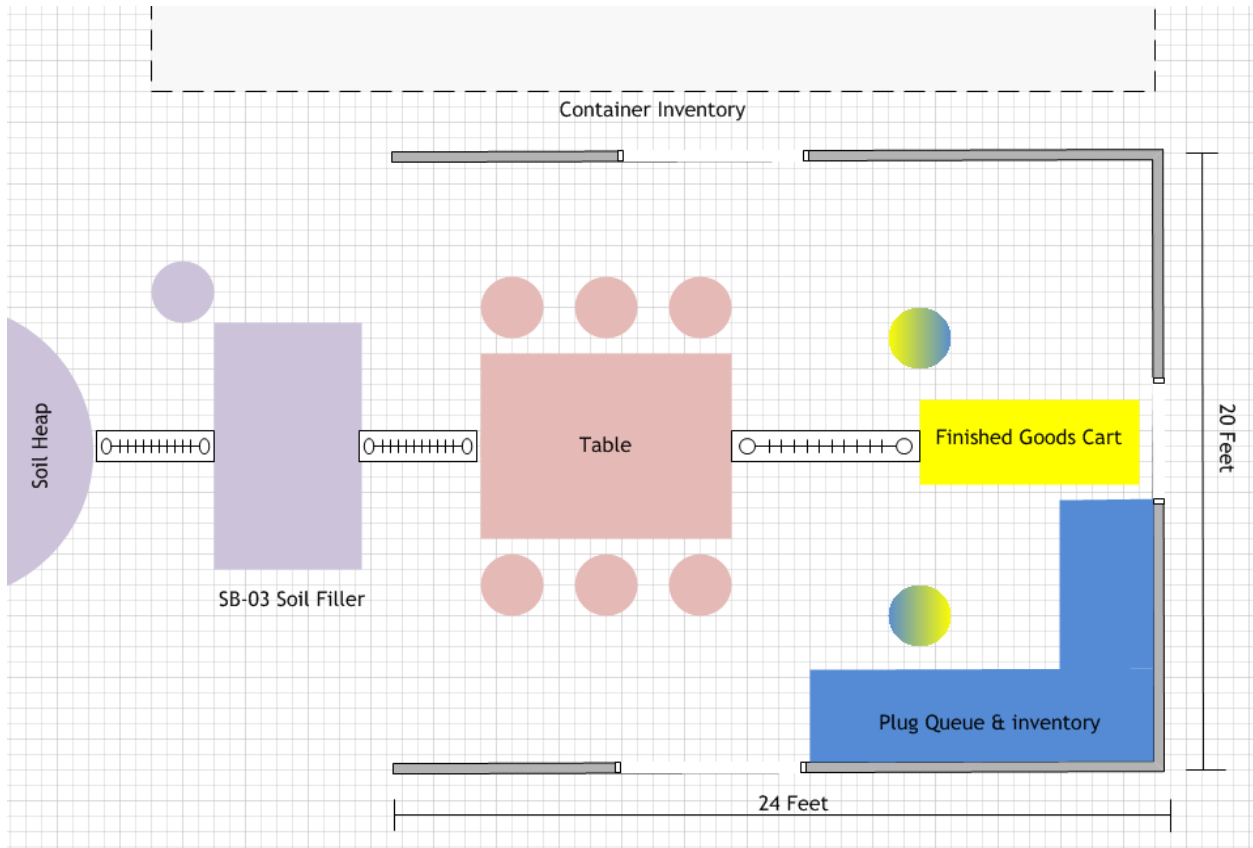 Container Inventory
Soil Heap
Table
Finished Goods Cart
20 Feet
SB-03 Soil Filler
Plug Queue & inventory
24 Feet